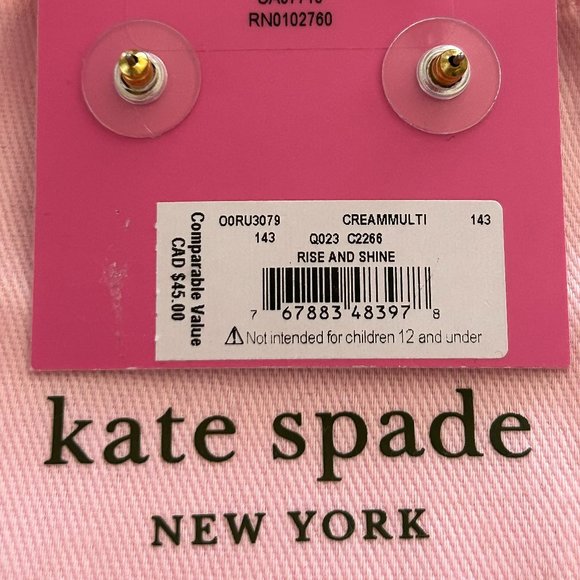 RN0102760
O0RU3079 CREAMMULTI 143
143 Q023 C2266
RISE AND SHINE
7 67883 48397 8
⚠Not intended for children 12 and under
Comparable Value
CAD $45.00
kate spade
NEW YORK